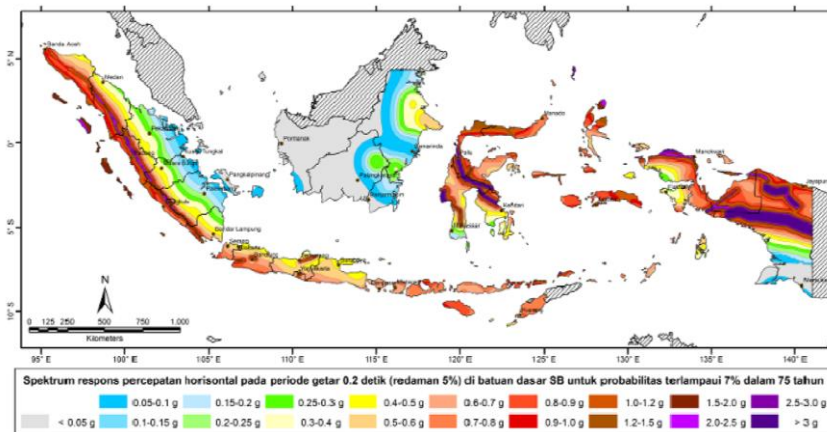 Banda Aceh
Medan
5° N
Manado
Pontianak
0°
Samarinda
Palu
Manokwari
Pangkalpinang
Jayapura
Kendari
5° S
Bandar Lampung
N
10° S
0 125 250 500 750 1.000
Kilometers
95° E 100° E 105° E 110° E 115° E 120° E 125° E 130° E 135° E 140° E
Spektrum respons percepatan horisontal pada periode getar 0.2 detik (redaman 5%) di batuan dasar SB untuk probabilitas terlampaui 7% dalam 75 tahun
0.05-0.1 g 0.15-0.2 g 0.25-0.3 g 0.4-0.5 g 0.6-0.7 g 0.8-0.9 g 1.0-1.2 g 1.5-2.0 g 2.5-3.0 g
< 0.05 g 0.1-0.15 g 0.2-0.25 g 0.3-0.4 g 0.5-0.6 g 0.7-0.8 g 0.9-1.0 g 1.2-1.5 g 2.0-2.5 g > 3 g